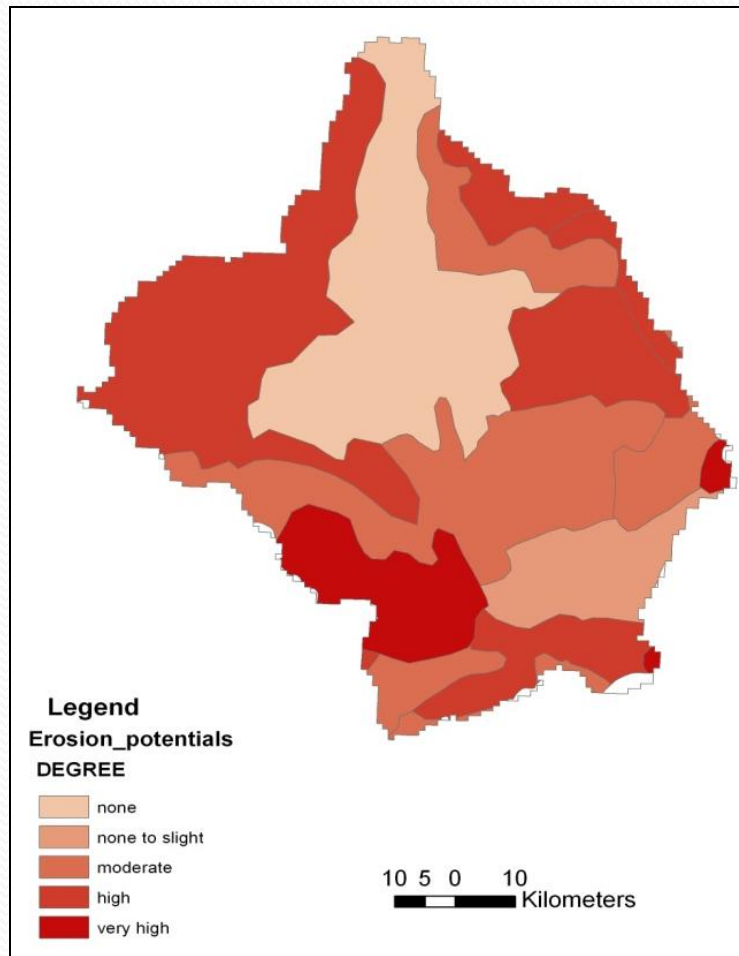 Legend
Erosion_potentials
DEGREE
none
none to slight
moderate
high
very high
10 5 0 10
Kilometers